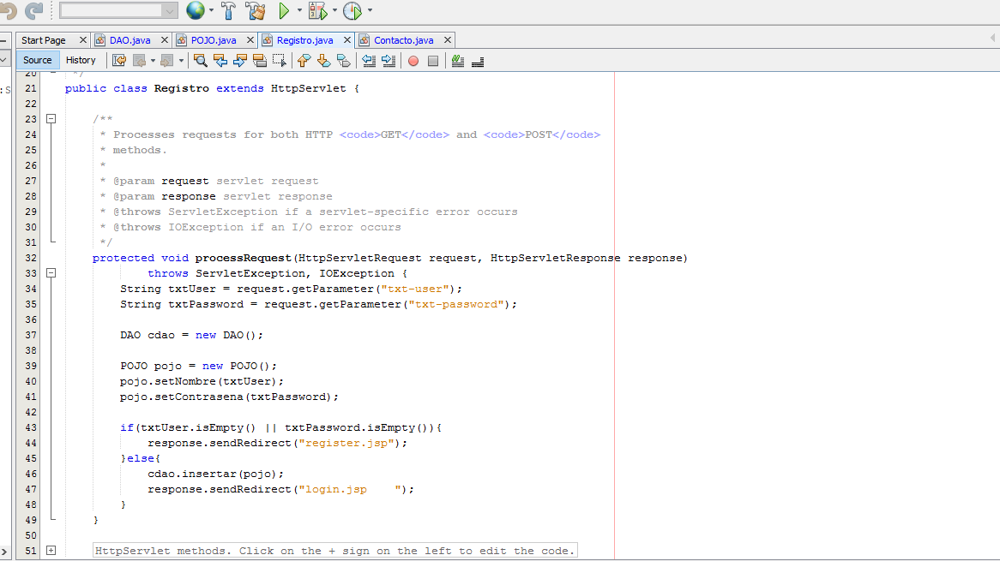 Start Page DAO.java POJO.java Registro.java Contacto.java
Source History
20 */
21 public class Registro extends HttpServlet {
22
23 /**
24 * Processes requests for both HTTP <code>GET</code> and <code>POST</code>
25 * methods.
26 *
27 * @param request servlet request
28 * @param response servlet response
29 * @throws ServletException if a servlet-specific error occurs
30 * @throws IOException if an I/O error occurs
31 */
32 protected void processRequest(HttpServletRequest request, HttpServletResponse response)
33 throws ServletException, IOException {
34 String txtUser = request.getParameter("txt-user");
35 String txtPassword = request.getParameter("txt-password");
36
37 DAO cdao = new DAO();
38
39 POJO pojo = new POJO();
40 pojo.setNombre(txtUser);
41 pojo.setContrasena(txtPassword);
42
43 if(txtUser.isEmpty() || txtPassword.isEmpty()){
44 response.sendRedirect("register.jsp");
45 }else{
46 cdao.insertar(pojo);
47 response.sendRedirect("login.jsp    ");
48 }
49 }
50
51 HttpServlet methods. Click on the + sign on the left to edit the code.